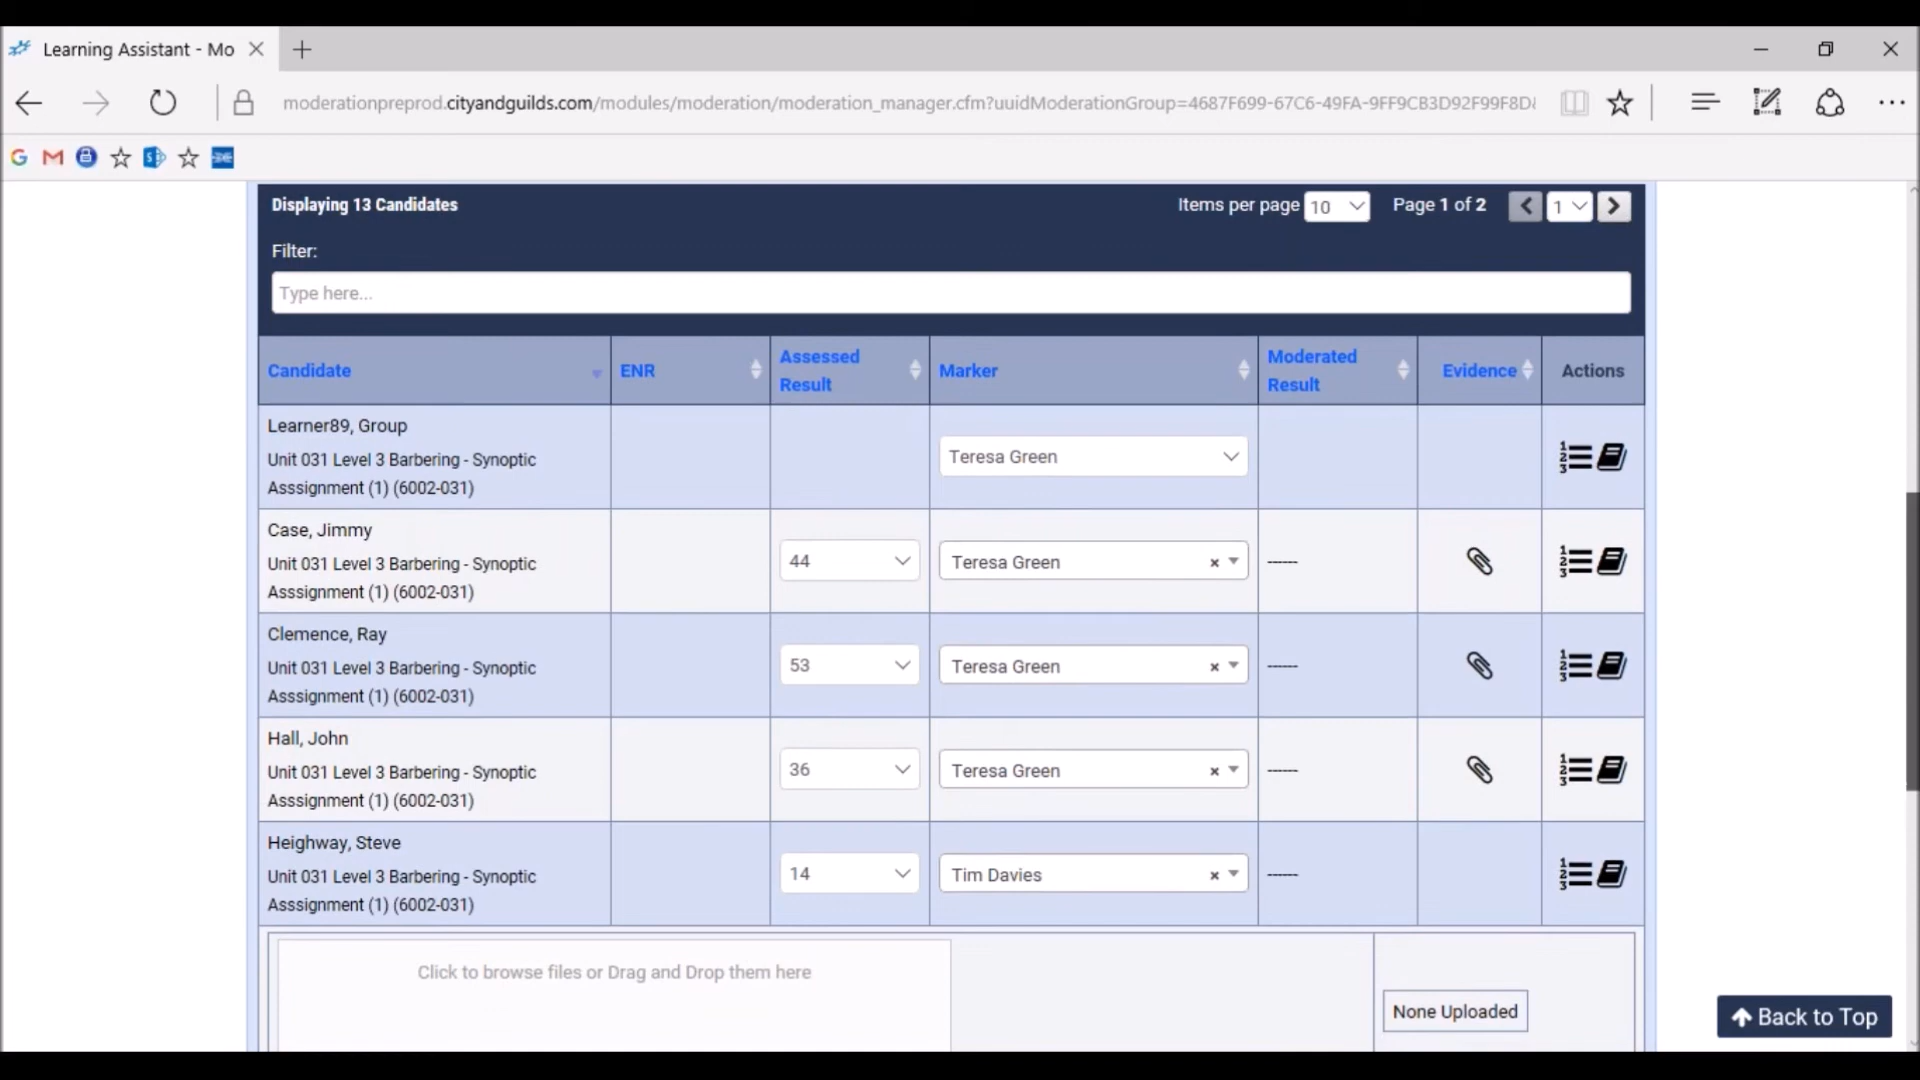 Learning Assistant - Mo
moderationpreprod.cityandguilds.com/modules/moderation/moderation_manager.cfm?uuidModerationGroup=4687F699-67C6-49FA-9FF9CB3D92F99F8D
Displaying 13 Candidates
Items per page 10 Page 1 of 2 1
Filter:
Type here...
Candidate ENR Assessed Result Marker Moderated Result Evidence Actions
Learner89, Group
Unit 031 Level 3 Barbering - Synoptic
Asssignment (1) (6002-031)
Teresa Green
Case, Jimmy
Unit 031 Level 3 Barbering - Synoptic
Asssignment (1) (6002-031)
44 Teresa Green × ------
Clemence, Ray
Unit 031 Level 3 Barbering - Synoptic
Asssignment (1) (6002-031)
53 Teresa Green × ------
Hall, John
Unit 031 Level 3 Barbering - Synoptic
Asssignment (1) (6002-031)
36 Teresa Green × ------
Heighway, Steve
Unit 031 Level 3 Barbering - Synoptic
Asssignment (1) (6002-031)
14 Tim Davies × ------
Click to browse files or Drag and Drop them here
None Uploaded
Back to Top